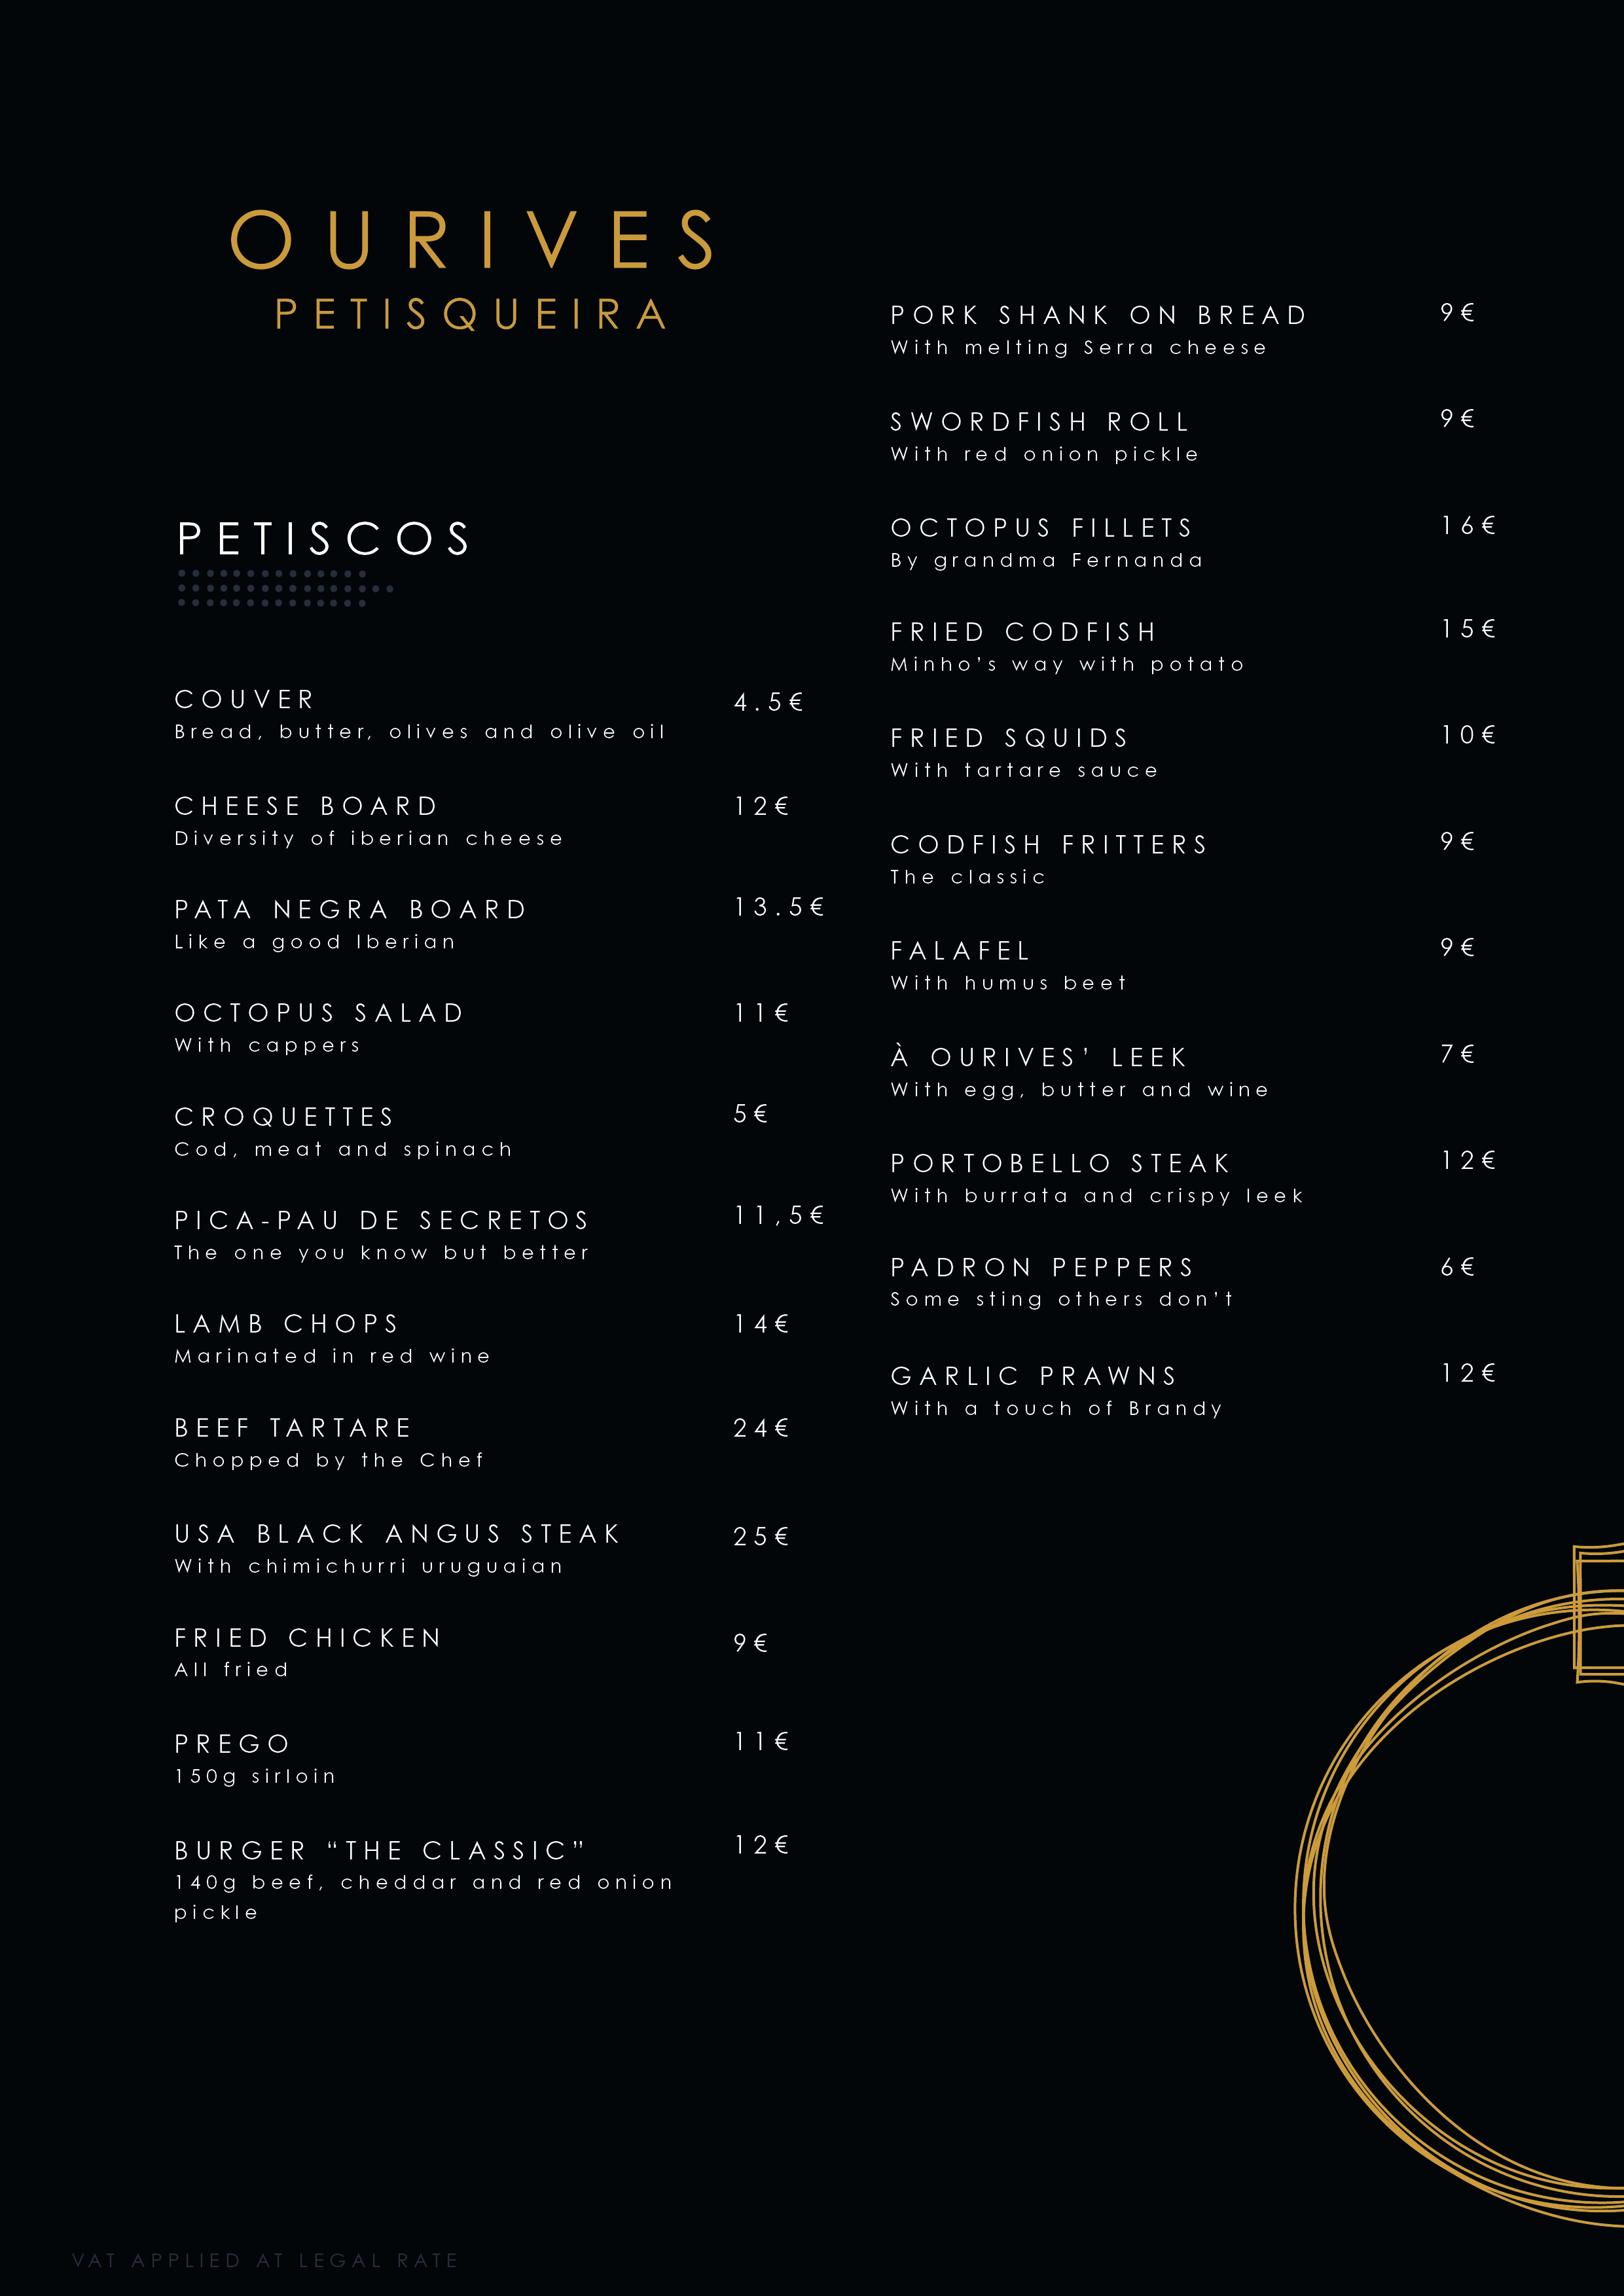 OURIVES
PETISQUEIRA
PETISCOS
COUVER 4.5€
Bread, butter, olives and olive oil
CHEESE BOARD 12€
Diversity of iberian cheese
PATA NEGRA BOARD 13.5€
Like a good Iberian
OCTOPUS SALAD 11€
With cappers
CROQUETTES 5€
Cod, meat and spinach
PICA-PAU DE SECRETOS 11,5€
The one you know but better
LAMB CHOPS 14€
Marinated in red wine
BEEF TARTARE 24€
Chopped by the Chef
USA BLACK ANGUS STEAK 25€
With chimichurri uruguaian
FRIED CHICKEN 9€
All fried
PREGO 11€
150g sirloin
BURGER “THE CLASSIC” 12€
140g beef, cheddar and red onion
pickle
PORK SHANK ON BREAD 9€
With melting Serra cheese
SWORDFISH ROLL 9€
With red onion pickle
OCTOPUS FILLETS 16€
By grandma Fernanda
FRIED CODFISH 15€
Minho’s way with potato
FRIED SQUIDS 10€
With tartare sauce
CODFISH FRITTERS 9€
The classic
FALAFEL 9€
With humus beet
À OURIVES’ LEEK 7€
With egg, butter and wine
PORTOBELLO STEAK 12€
With burrata and crispy leek
PADRON PEPPERS 6€
Some sting others don’t
GARLIC PRAWNS 12€
With a touch of Brandy
VAT APPLIED AT LEGAL RATE